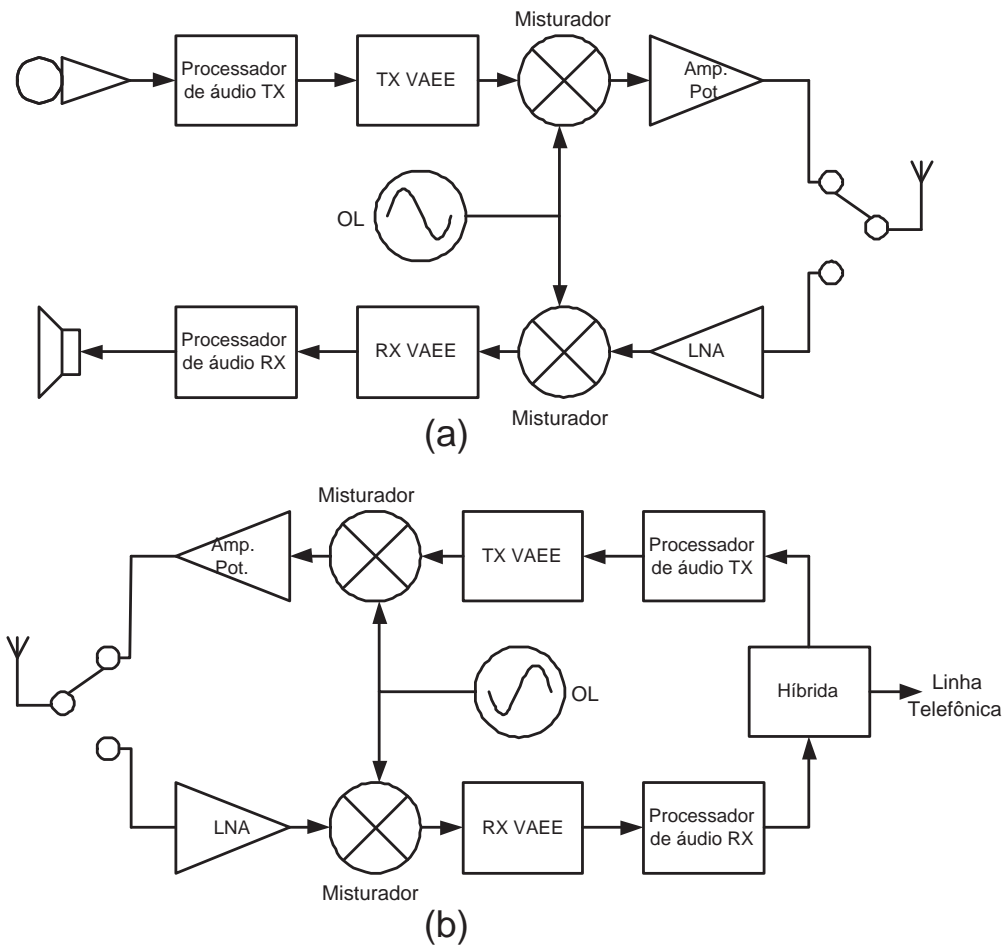 Misturador
Processador
de áudio TX
TX VAEE
Amp.
Pot.
OL
Processador
de áudio RX
RX VAEE
LNA
Misturador
(a)
Misturador
Amp.
Pot.
TX VAEE
Processador
de áudio TX
OL
Híbrida
Linha
Telefônica
LNA
RX VAEE
Processador
de áudio RX
Misturador
(b)